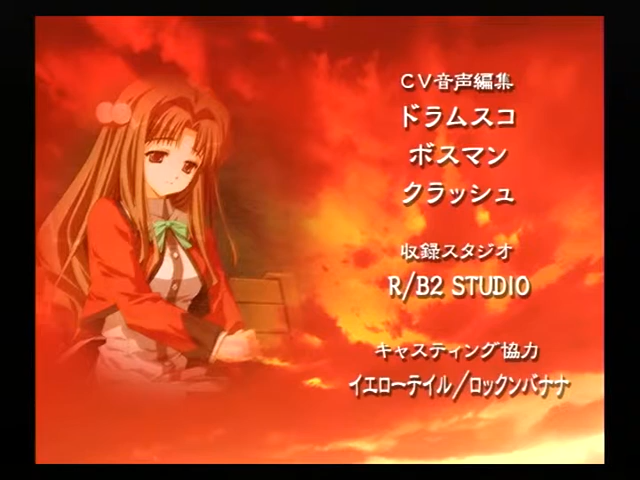 ＣＶ音声編集
ドラムスコ
ボスマン
クラッシュ
収録スタジオ
R/B2 STUDIO
キャスティング協力
イエローテイル/ロックンバナナ